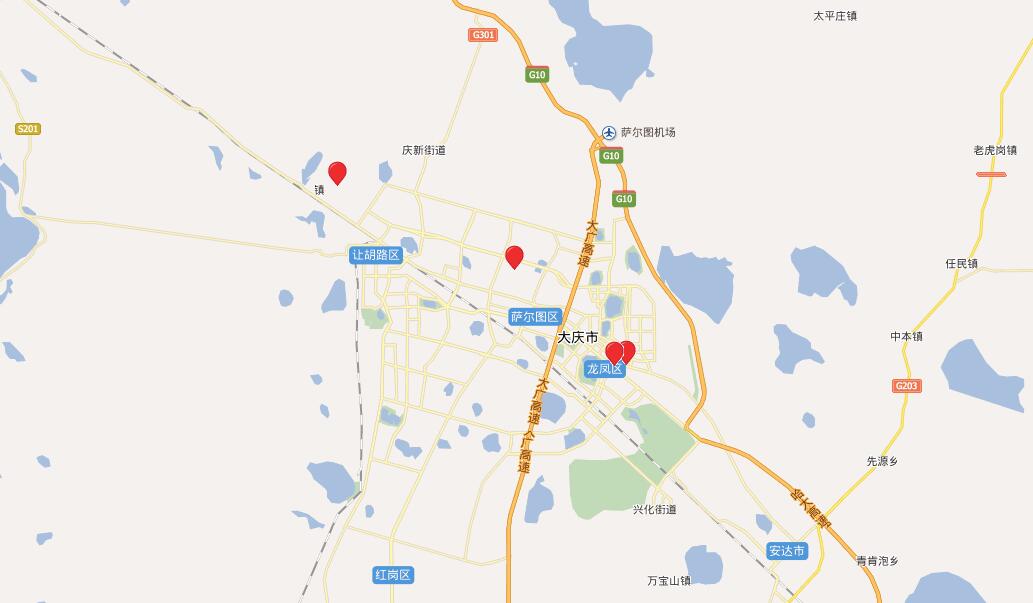 太平庄镇
G301
G10
S201
萨尔图机场
庆新街道
老虎岗镇
G10
镇
G10
大广高速
让胡路区
任民镇
萨尔图区
大庆市
中本镇
龙凤区
G203
大广高速
广高速
先源乡
哈大高速
兴化街道
安达市
青肯泡乡
红岗区
万宝山镇